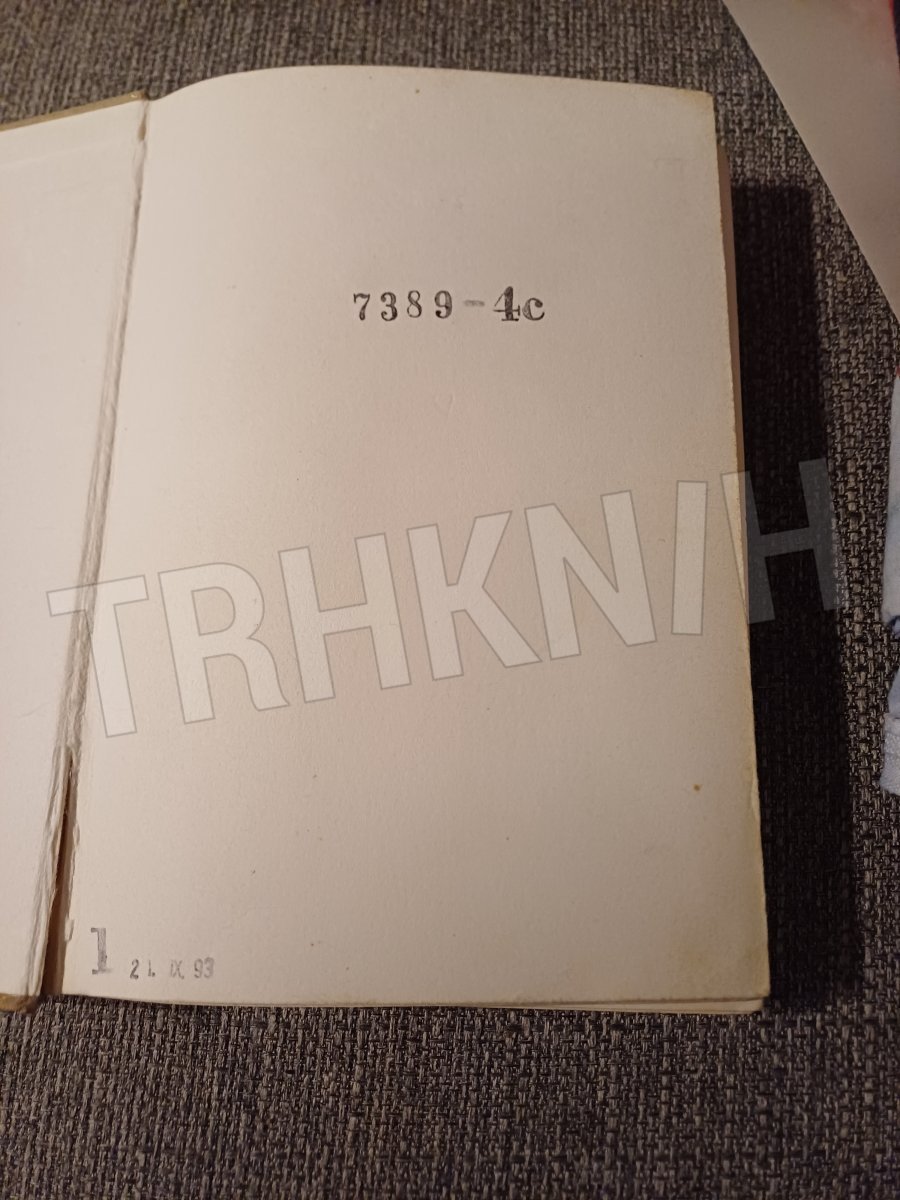 7389-4c
TRHKNIH
1 21. IX. 93